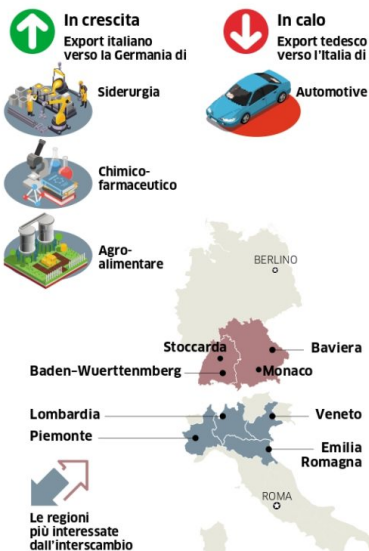 In crescita
Export italiano
verso la Germania di
Siderurgia
Chimico-
farmaceutico
Agro-
alimentare
In calo
Export tedesco
verso l'Italia di
Automotive
BERLINO
Stoccarda
Baviera
Baden-Wuerttenmberg
Monaco
Lombardia
Veneto
Piemonte
Emilia
Romagna
ROMA
Le regioni
più interessate
dall'interscambio